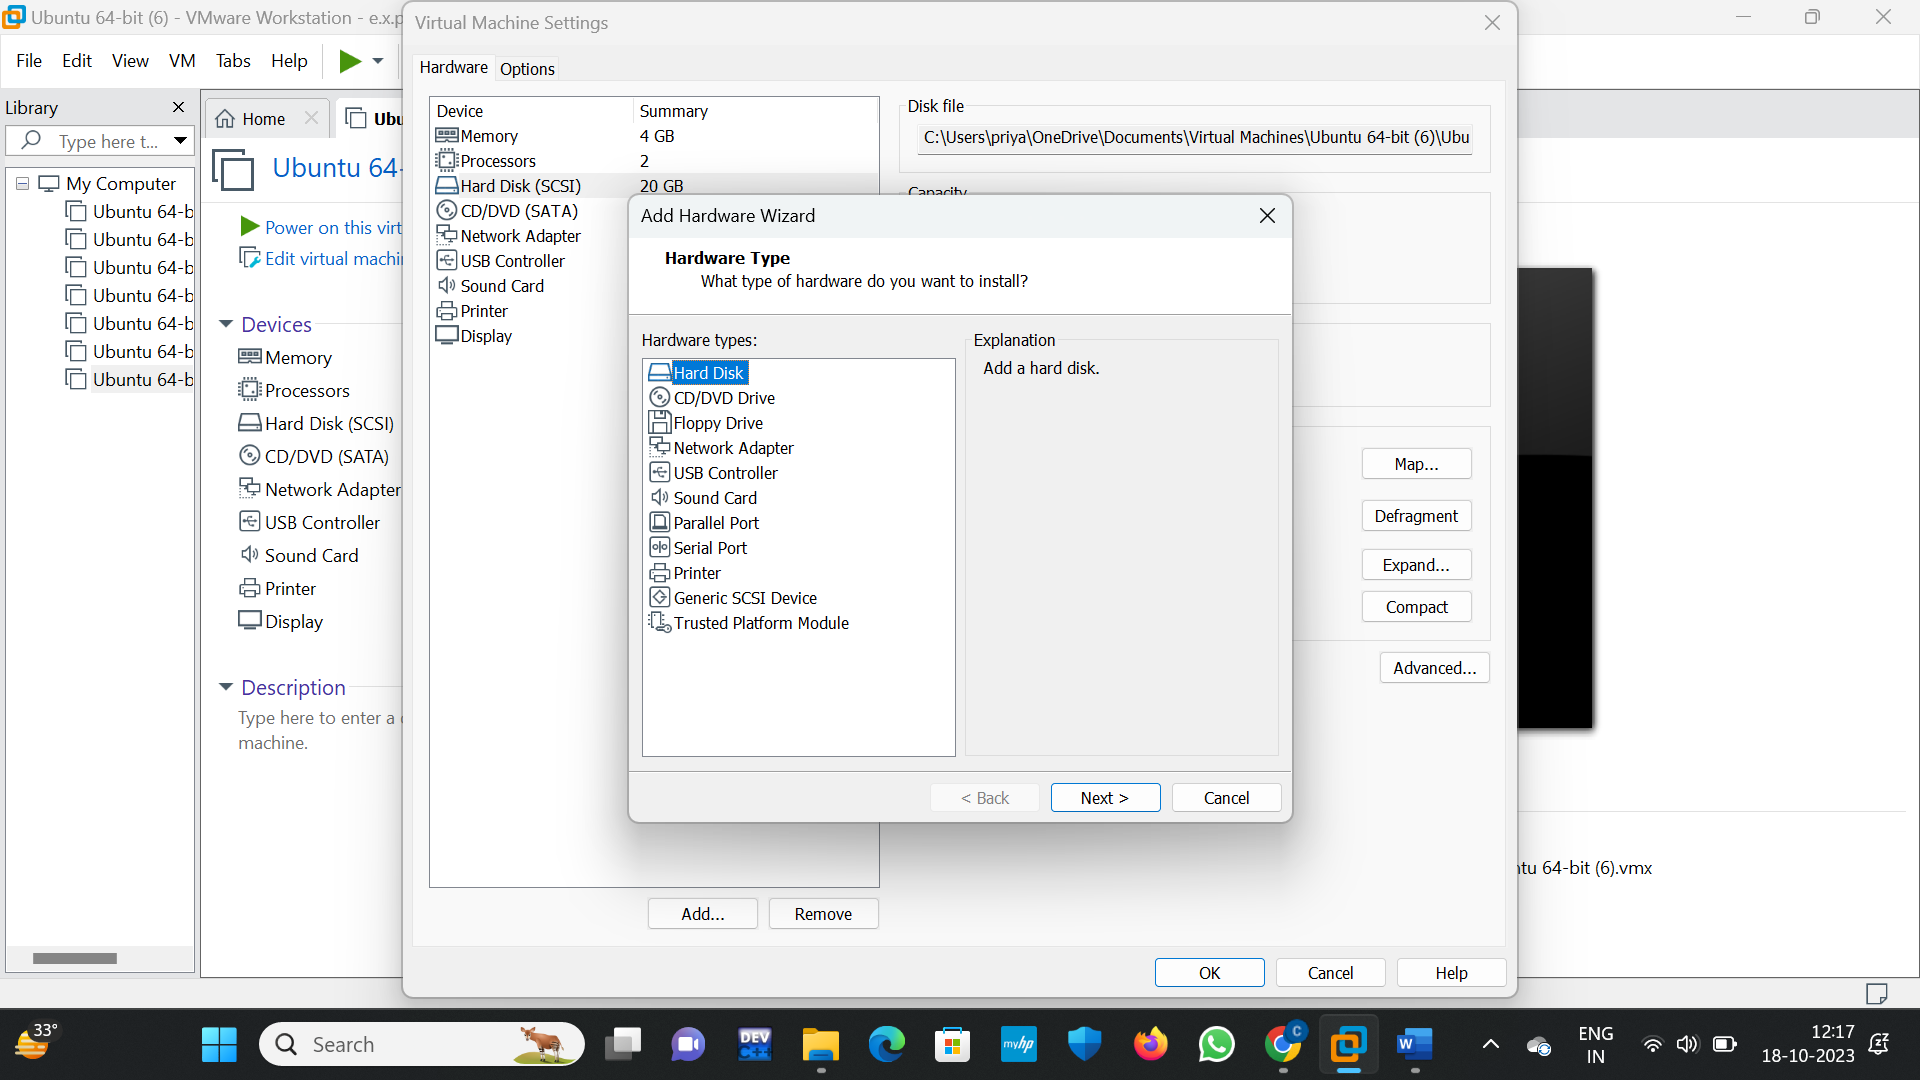 Ubuntu 64-bit (6) - VMware Workstation - e.x.p
File Edit View VM Tabs Help
Library
Type here t...
My Computer
Ubuntu 64-b
Ubuntu 64-b
Ubuntu 64-b
Ubuntu 64-b
Ubuntu 64-b
Ubuntu 64-b
Ubuntu 64-b
Home
Ubu
Ubuntu 64-
Power on this virt
Edit virtual machin
Devices
Memory
Processors
Hard Disk (SCSI)
CD/DVD (SATA)
Network Adapter
USB Controller
Sound Card
Printer
Display
Description
Type here to enter a
machine.
Virtual Machine Settings
Hardware Options
Device Summary
Memory 4 GB
Processors 2
Hard Disk (SCSI) 20 GB
CD/DVD (SATA)
Network Adapter
USB Controller
Sound Card
Printer
Display
Add... Remove
Disk file
C:\Users\priya\OneDrive\Documents\Virtual Machines\Ubuntu 64-bit (6)\Ubu
Capacity
Map...
Defragment
Expand...
Compact
Advanced...
OK Cancel Help
Add Hardware Wizard
Hardware Type
What type of hardware do you want to install?
Hardware types:
Hard Disk
CD/DVD Drive
Floppy Drive
Network Adapter
USB Controller
Sound Card
Parallel Port
Serial Port
Printer
Generic SCSI Device
Trusted Platform Module
Explanation
Add a hard disk.
< Back Next > Cancel
ntu 64-bit (6).vmx
33°
Search
DEV
C++
myhp
C
W
ENG
IN
12:17
18-10-2023